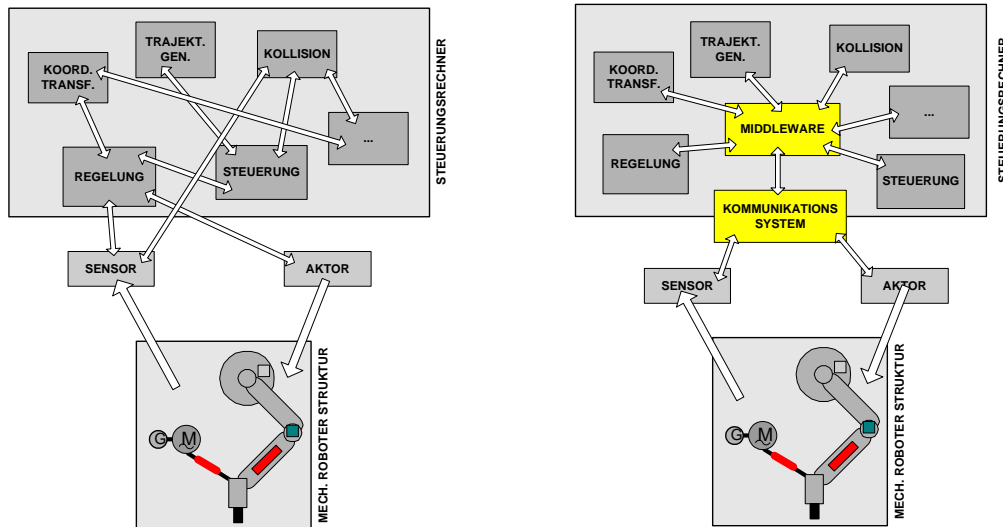 TRAJEKT.
GEN.
KOLLISION
KOORD.
TRANSF.
...
REGELUNG
STEUERUNG
STEUERUNGSRECHNER
SENSOR
AKTOR
G
M
MECH. ROBOTER STRUKTUR
TRAJEKT.
GEN.
KOLLISION
KOORD.
TRANSF.
MIDDLEWARE
...
REGELUNG
STEUERUNG
KOMMUNIKATIONS
SYSTEM
STEUERUNGSRECHNER
SENSOR
AKTOR
G
M
MECH. ROBOTER STRUKTUR